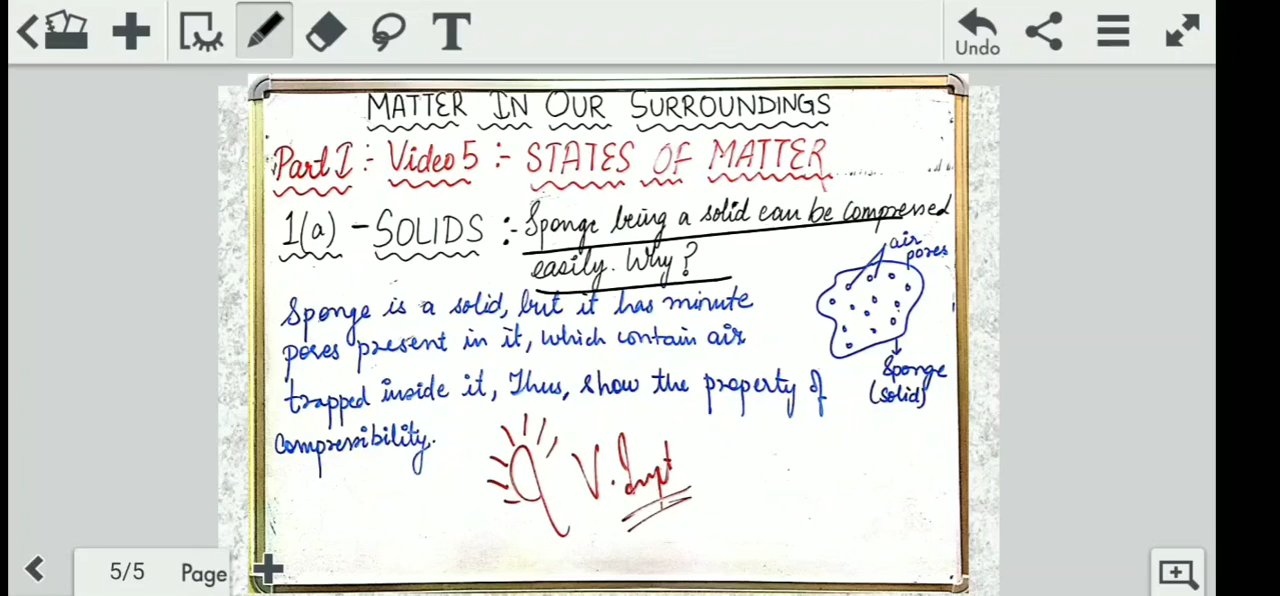 Undo
MATTER IN OUR SURROUNDINGS
Part I :- Video 5 :- STATES OF MATTER
1(a) - SOLIDS :- Sponge being a solid can be compressed
easily. Why?
air
pores
Sponge is a solid, but it has minute
pores present in it, which contain air
trapped inside it, Thus, show the property of
compressibility.
Sponge
(solid)
V. Impt
5/5 Page